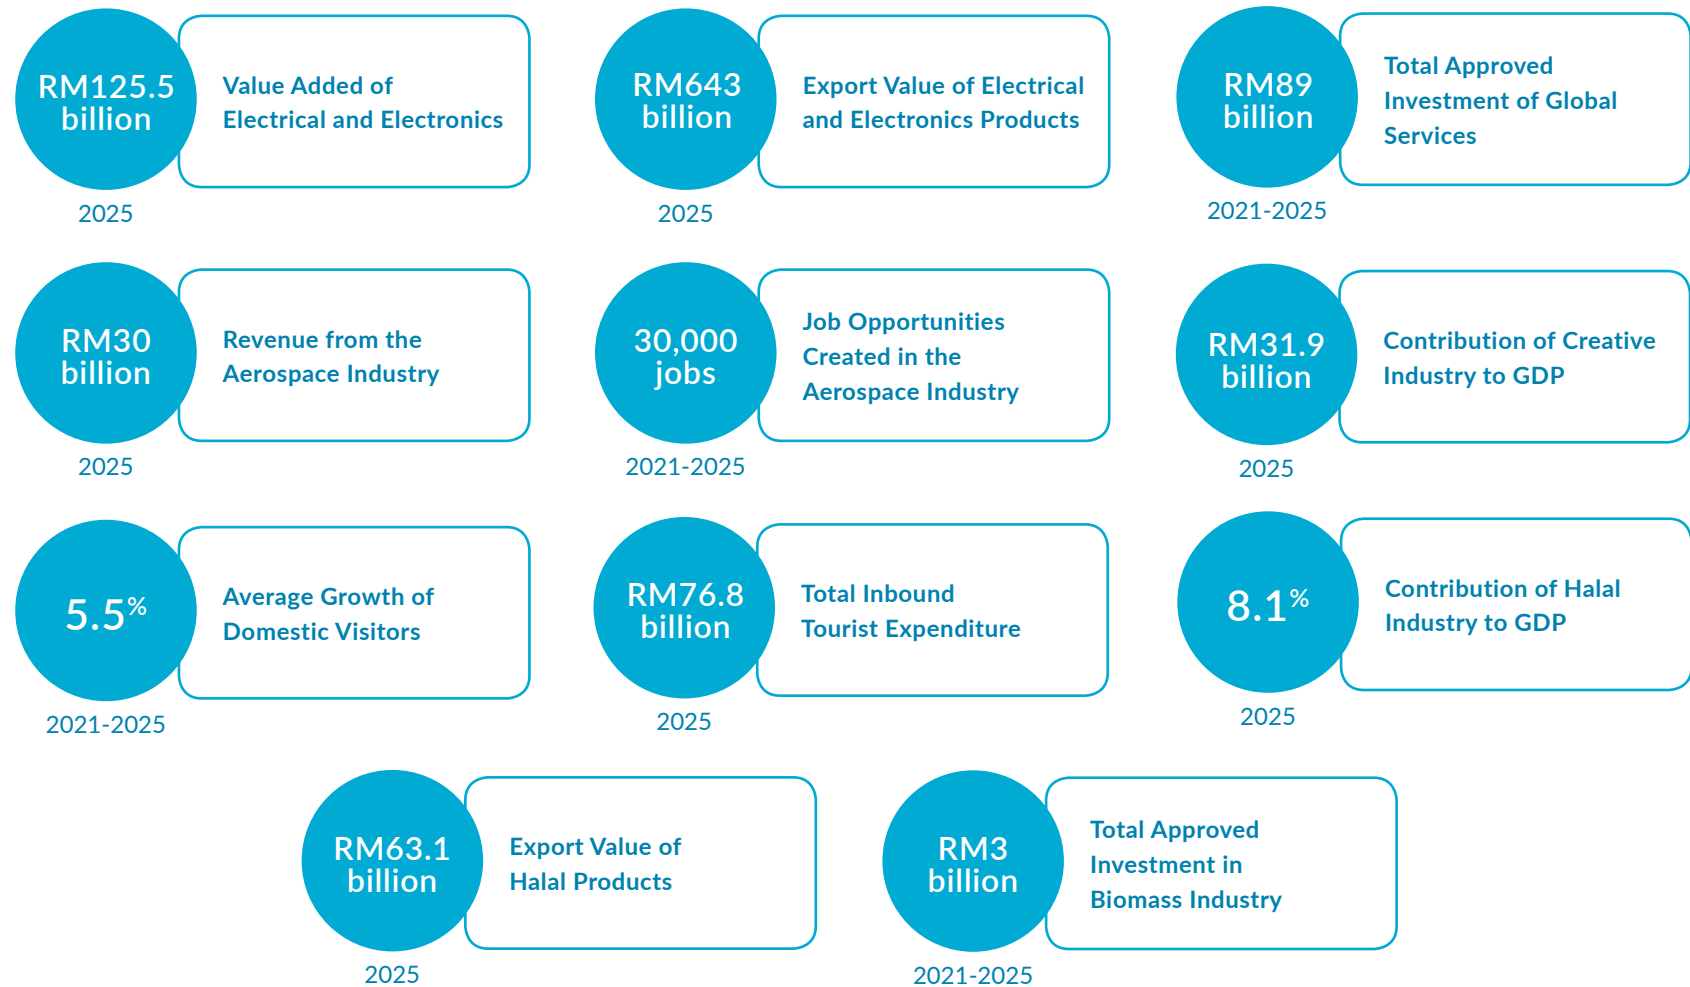 RM125.5
billion
Value Added of
Electrical and Electronics
2025
RM643
billion
Export Value of Electrical
and Electronics Products
2025
RM89
billion
Total Approved
Investment of Global
Services
2021-2025
RM30
billion
Revenue from the
Aerospace Industry
2025
30,000
jobs
Job Opportunities
Created in the
Aerospace Industry
2021-2025
RM31.9
billion
Contribution of Creative
Industry to GDP
2025
5.5%
Average Growth of
Domestic Visitors
2021-2025
RM76.8
billion
Total Inbound
Tourist Expenditure
2025
8.1%
Contribution of Halal
Industry to GDP
2025
RM63.1
billion
Export Value of
Halal Products
2025
RM3
billion
Total Approved
Investment in
Biomass Industry
2021-2025